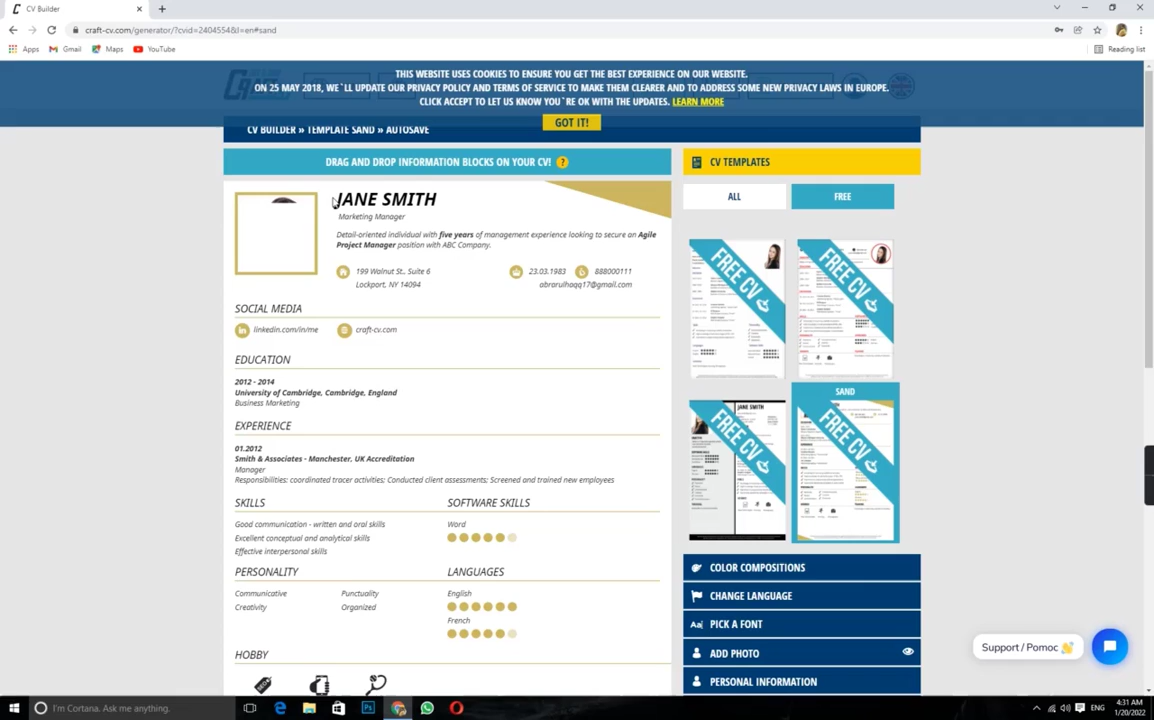 CV Builder
craft-cv.com/generator/?cvid=2404554&l=en#sand
Apps Gmail Maps YouTube Reading list
THIS WEBSITE USES COOKIES TO ENSURE YOU GET THE BEST EXPERIENCE ON OUR WEBSITE.
ON 25 MAY 2018, WE`LL UPDATE OUR PRIVACY POLICY AND TERMS OF SERVICE TO MAKE THEM CLEARER AND TO ADDRESS SOME NEW PRIVACY LAWS IN EUROPE.
CLICK ACCEPT TO LET US KNOW YOU`RE OK WITH THE UPDATES. LEARN MORE
GOT IT!
CV BUILDER » TEMPLATE SAND » AUTOSAVE
DRAG AND DROP INFORMATION BLOCKS ON YOUR CV! ?
JANE SMITH
Marketing Manager
Detail-oriented individual with five years of management experience looking to secure an Agile
Project Manager position with ABC Company.
199 Walnut St., Suite 6 23.03.1983 888000111
Lockport, NY 14094 abrarulhaqq17@gmail.com
SOCIAL MEDIA
linkedin.com/in/me craft-cv.com
EDUCATION
2012 - 2014
University of Cambridge, Cambridge, England
Business Marketing
EXPERIENCE
01.2012
Smith & Associates - Manchester, UK Accreditation
Manager
Responsibilities: coordinated tracer activities: Conducted client assessments; Screened and trained new employees
SKILLS
Good communication - written and oral skills
Excellent conceptual and analytical skills
Effective interpersonal skills
SOFTWARE SKILLS
Word
PERSONALITY
Communicative Punctuality
Creativity Organized
LANGUAGES
English
French
HOBBY
CV TEMPLATES
ALL FREE
FREE CV
FREE CV
SAND
FREE CV
JANE SMITH
FREE CV
COLOR COMPOSITIONS
CHANGE LANGUAGE
Aa PICK A FONT
ADD PHOTO
PERSONAL INFORMATION
Support / Pomoc
I'm Cortana. Ask me anything.
ENG
4:31 AM
1/20/2022